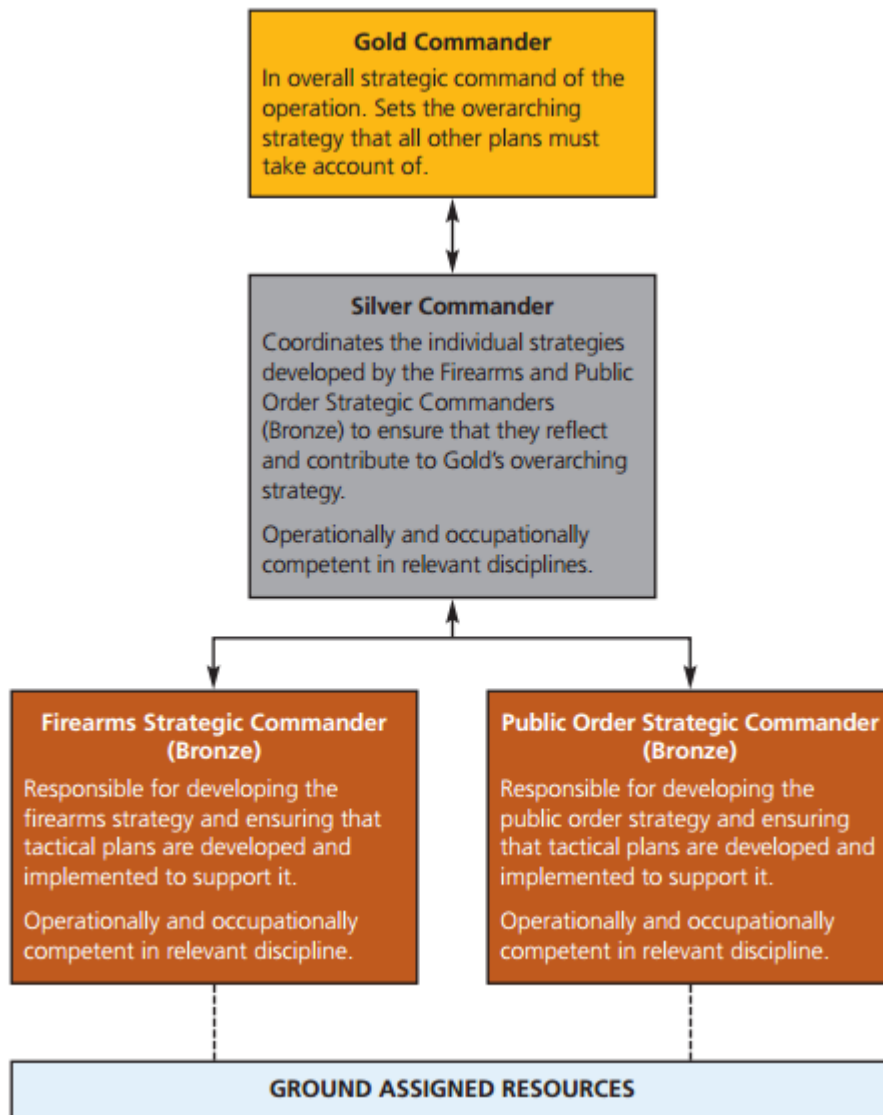 Gold Commander
In overall strategic command of the
operation. Sets the overarching
strategy that all other plans must
take account of.
Silver Commander
Coordinates the individual strategies
developed by the Firearms and Public
Order Strategic Commanders
(Bronze) to ensure that they reflect
and contribute to Gold’s overarching
strategy.
Operationally and occupationally
competent in relevant disciplines.
Firearms Strategic Commander
(Bronze)
Responsible for developing the
firearms strategy and ensuring that
tactical plans are developed and
implemented to support it.
Operationally and occupationally
competent in relevant discipline.
Public Order Strategic Commander
(Bronze)
Responsible for developing the
public order strategy and ensuring
that tactical plans are developed and
implemented to support it.
Operationally and occupationally
competent in relevant discipline.
GROUND ASSIGNED RESOURCES